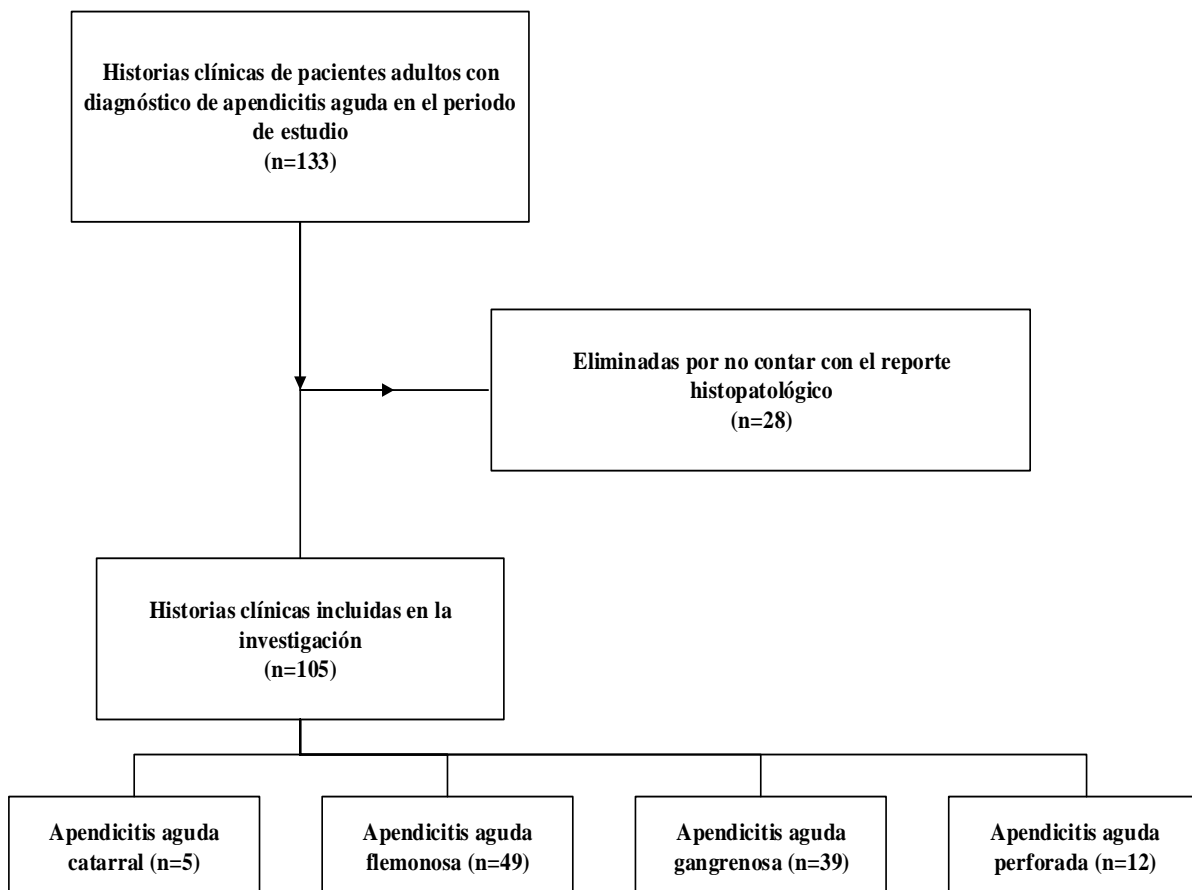 Historias clínicas de pacientes adultos con
diagnóstico de apendicitis aguda en el periodo
de estudio
(n=133)
Eliminadas por no contar con el reporte
histopatológico
(n=28)
Historias clínicas incluidas en la
investigación
(n=105)
Apendicitis aguda
catarral (n=5)
Apendicitis aguda
flemonosa (n=49)
Apendicitis aguda
gangrenosa (n=39)
Apendicitis aguda
perforada (n=12)